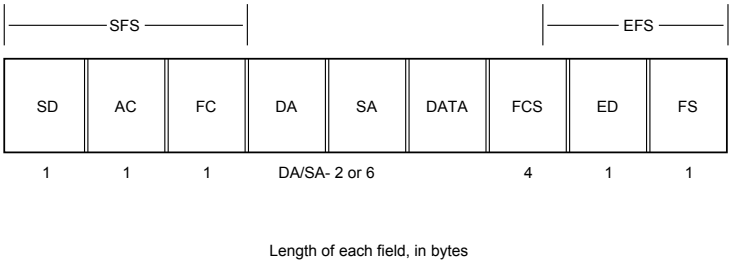 SFS EFS
SD AC FC DA SA DATA FCS ED FS
1 1 1 DA/SA- 2 or 6 4 1 1
Length of each field, in bytes